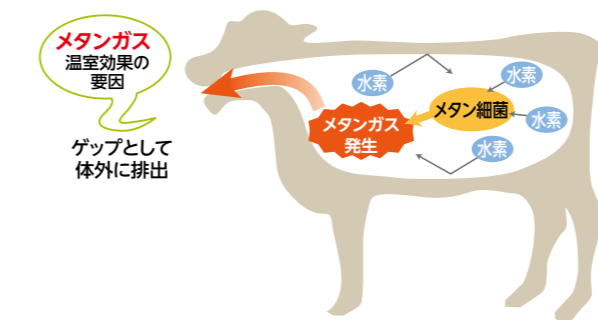 メタンガス
温室効果の
要因
ゲップとして
体外に排出
水素
水素
メタン細菌
水素
メタンガス
発生
水素